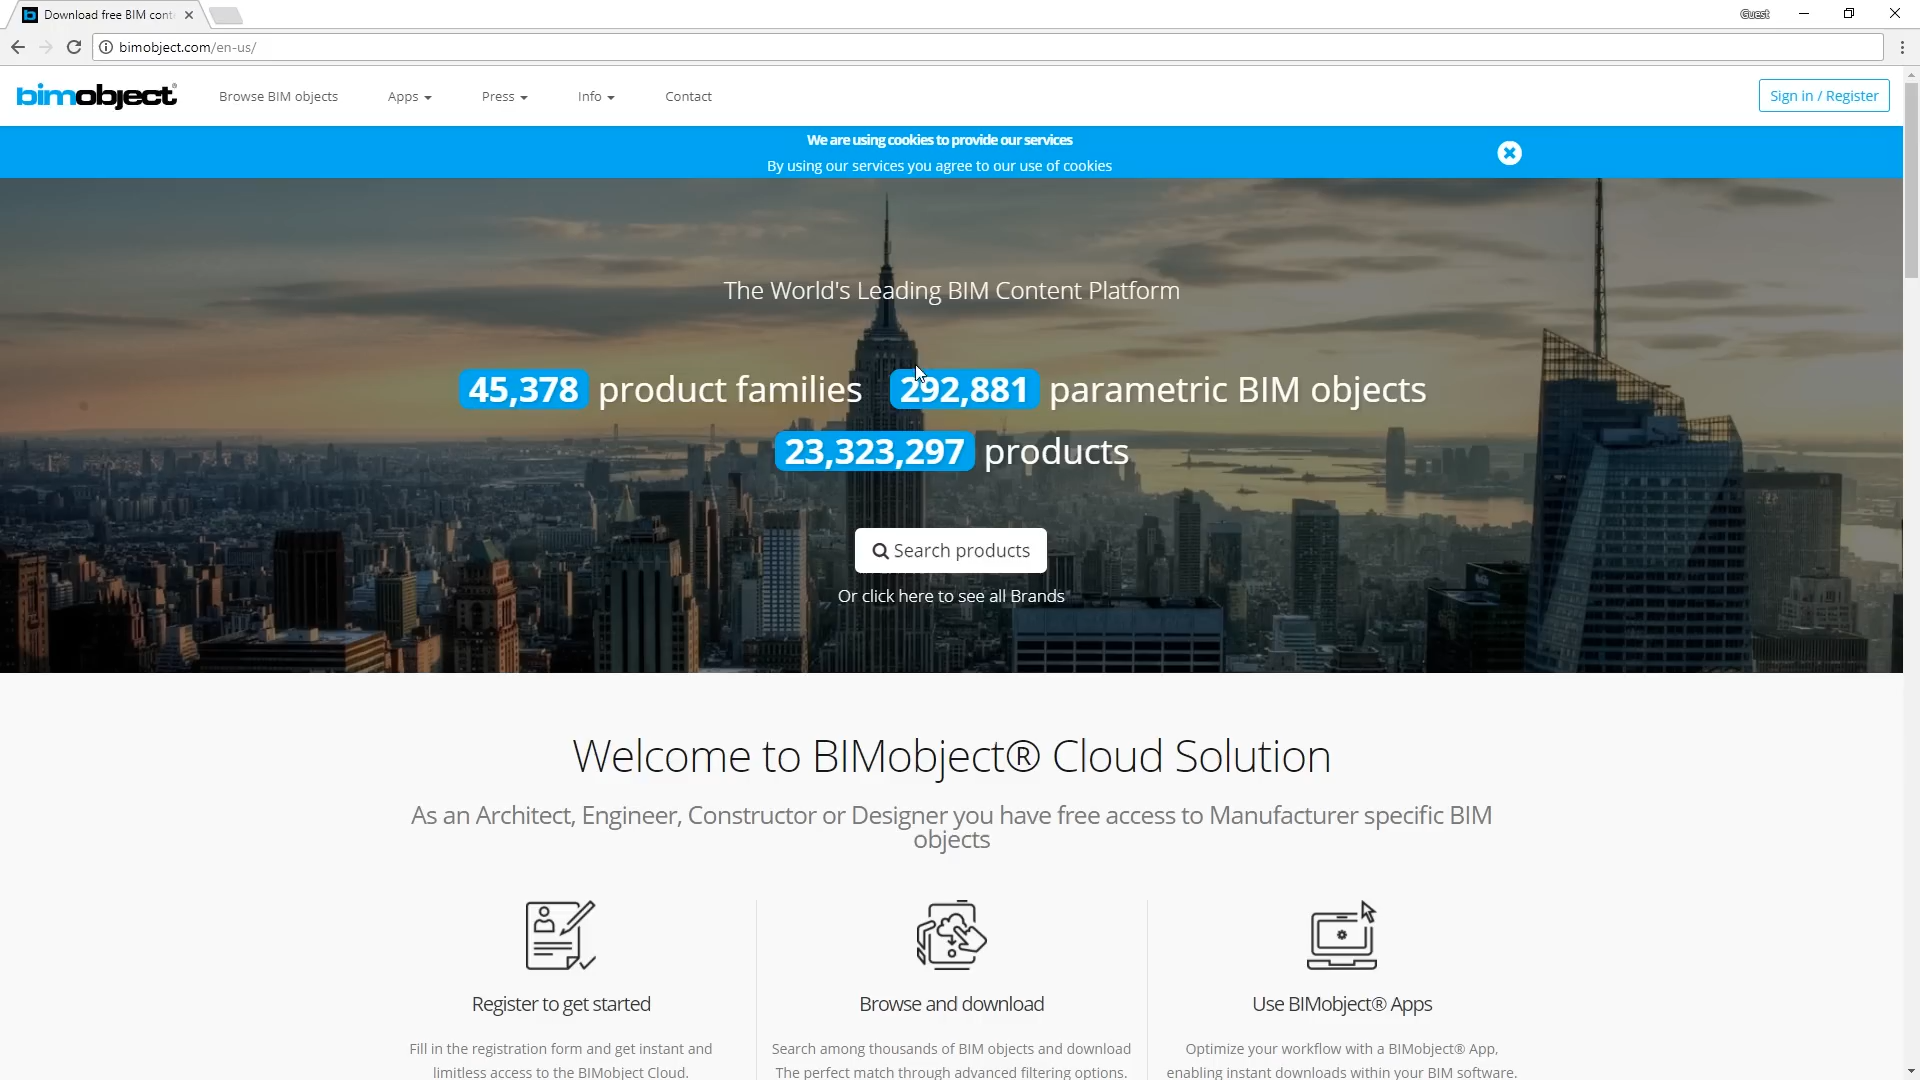 Download free BIM cont
Guest
bimobject.com/en-us/
bimobject®
Browse BIM objects
Apps
Press
Info
Contact
Sign in / Register
We are using cookies to provide our services
By using our services you agree to our use of cookies
The World's Leading BIM Content Platform
45,378 product families 292,881 parametric BIM objects
23,323,297 products
Search products
Or click here to see all Brands
Welcome to BIMobject® Cloud Solution
As an Architect, Engineer, Constructor or Designer you have free access to Manufacturer specific BIM
objects
Register to get started
Fill in the registration form and get instant and
limitless access to the BIMobject Cloud.
Browse and download
Search among thousands of BIM objects and download
The perfect match through advanced filtering options.
Use BIMobject® Apps
Optimize your workflow with a BIMobject® App,
enabling instant downloads within your BIM software.